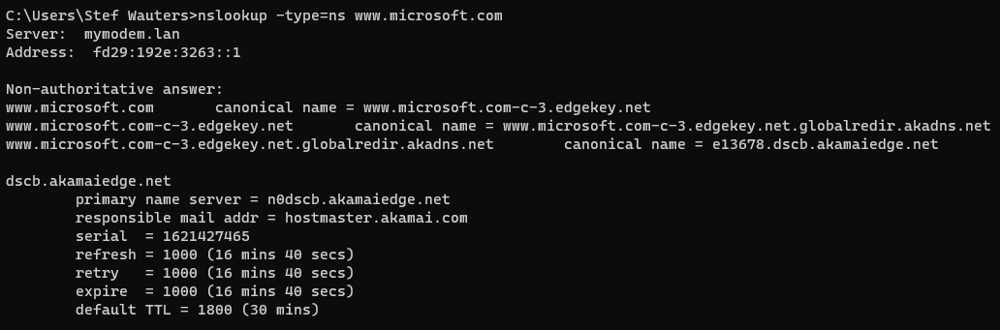 C:\Users\Stef Wauters>nslookup -type=ns www.microsoft.com
Server:  mymodem.lan
Address:  fd29:192e:3263::1

Non-authoritative answer:
www.microsoft.com       canonical name = www.microsoft.com-c-3.edgekey.net
www.microsoft.com-c-3.edgekey.net       canonical name = www.microsoft.com-c-3.edgekey.net.globalredir.akadns.net
www.microsoft.com-c-3.edgekey.net.globalredir.akadns.net        canonical name = e13678.dscb.akamaiedge.net

dscb.akamaiedge.net
        primary name server = n0dscb.akamaiedge.net
        responsible mail addr = hostmaster.akamai.com
        serial  = 1621427465
        refresh = 1000 (16 mins 40 secs)
        retry   = 1000 (16 mins 40 secs)
        expire  = 1000 (16 mins 40 secs)
        default TTL = 1800 (30 mins)